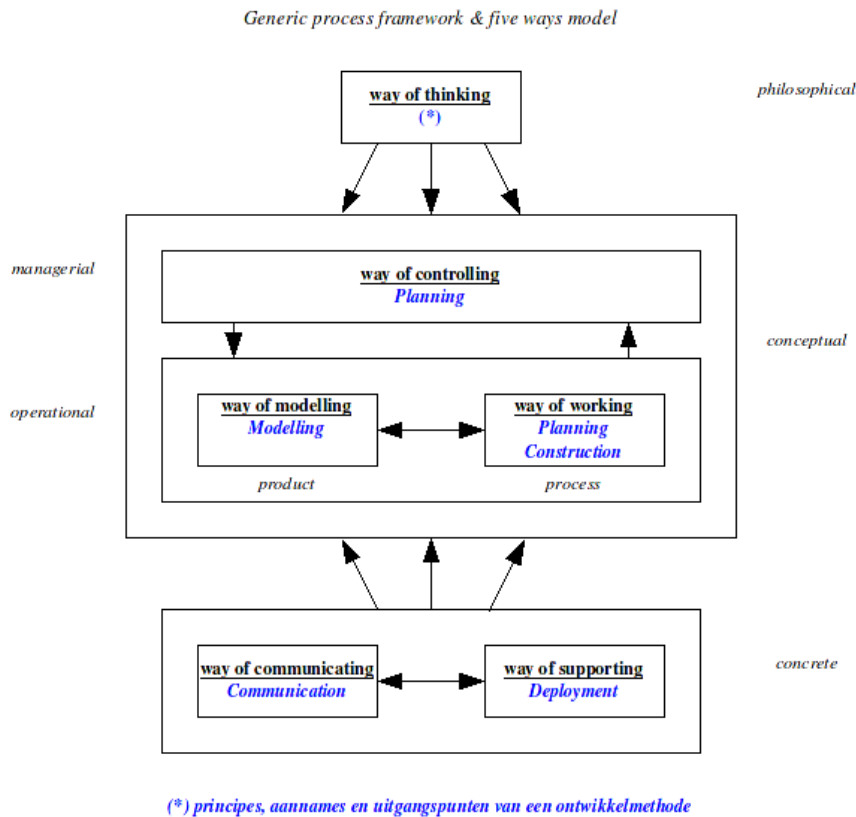 Generic process framework & five ways model
way of thinking
(*)
philosophical
managerial
way of controlling
Planning
conceptual
operational
way of modelling
Modelling
way of working
Planning
Construction
product
process
way of communicating
Communication
way of supporting
Deployment
concrete
(*) principes, aannames en uitgangspunten van een ontwikkelmethode